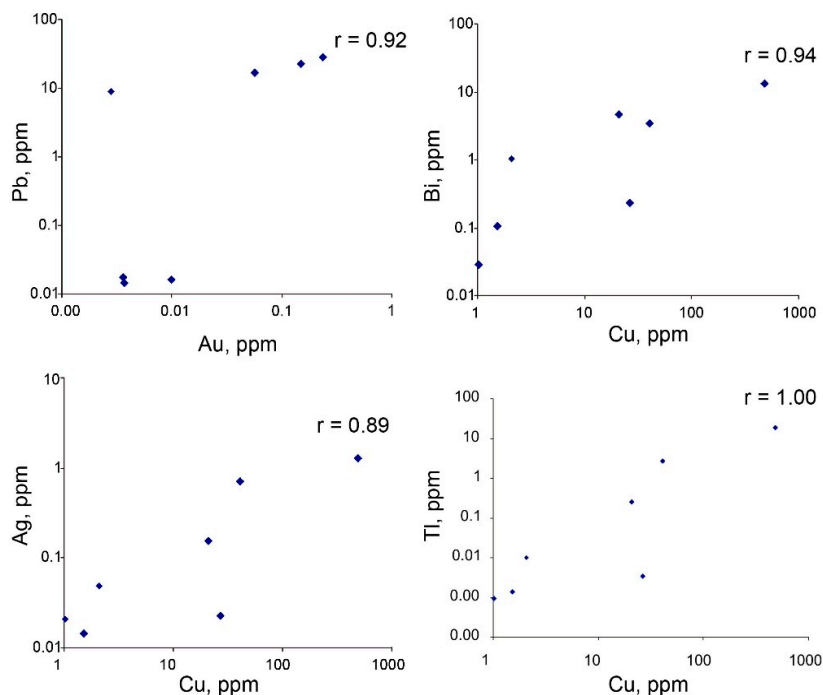 100
10
1
0.1
0.01
0.00 0.01 0.1 1
Pb, ppm
Au, ppm
r = 0.92
100
10
1
0.1
0.01
1 10 100 1000
Bi, ppm
Cu, ppm
r = 0.94
10
1
0.1
0.01
1 10 100 1000
Ag, ppm
Cu, ppm
r = 0.89
100
10
1
0.1
0.01
0.00
0.00
1 10 100 1000
Tl, ppm
Cu, ppm
r = 1.00